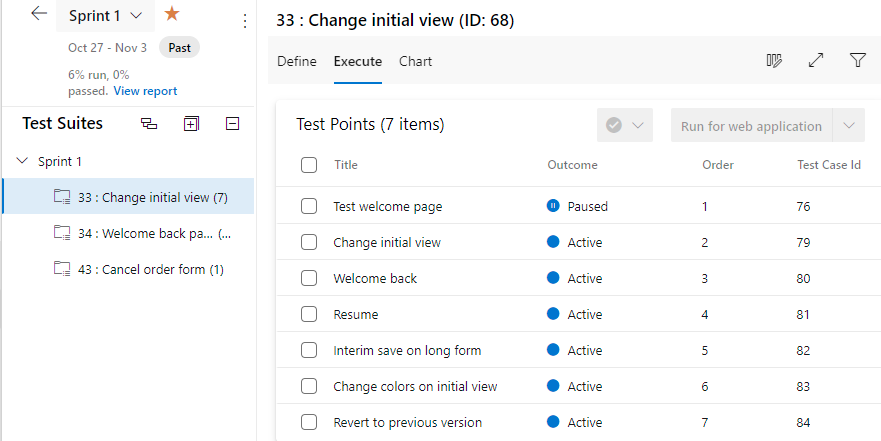 Sprint 1
Oct 27 - Nov 3 Past
6% run, 0%
passed. View report
Test Suites
Sprint 1
33 : Change initial view (7)
34 : Welcome back pa... (...
43 : Cancel order form (1)
33 : Change initial view (ID: 68)
Define Execute Chart
Test Points (7 items)
Run for web application
Title Outcome Order Test Case Id
Test welcome page Paused 1 76
Change initial view Active 2 79
Welcome back Active 3 80
Resume Active 4 81
Interim save on long form Active 5 82
Change colors on initial view Active 6 83
Revert to previous version Active 7 84